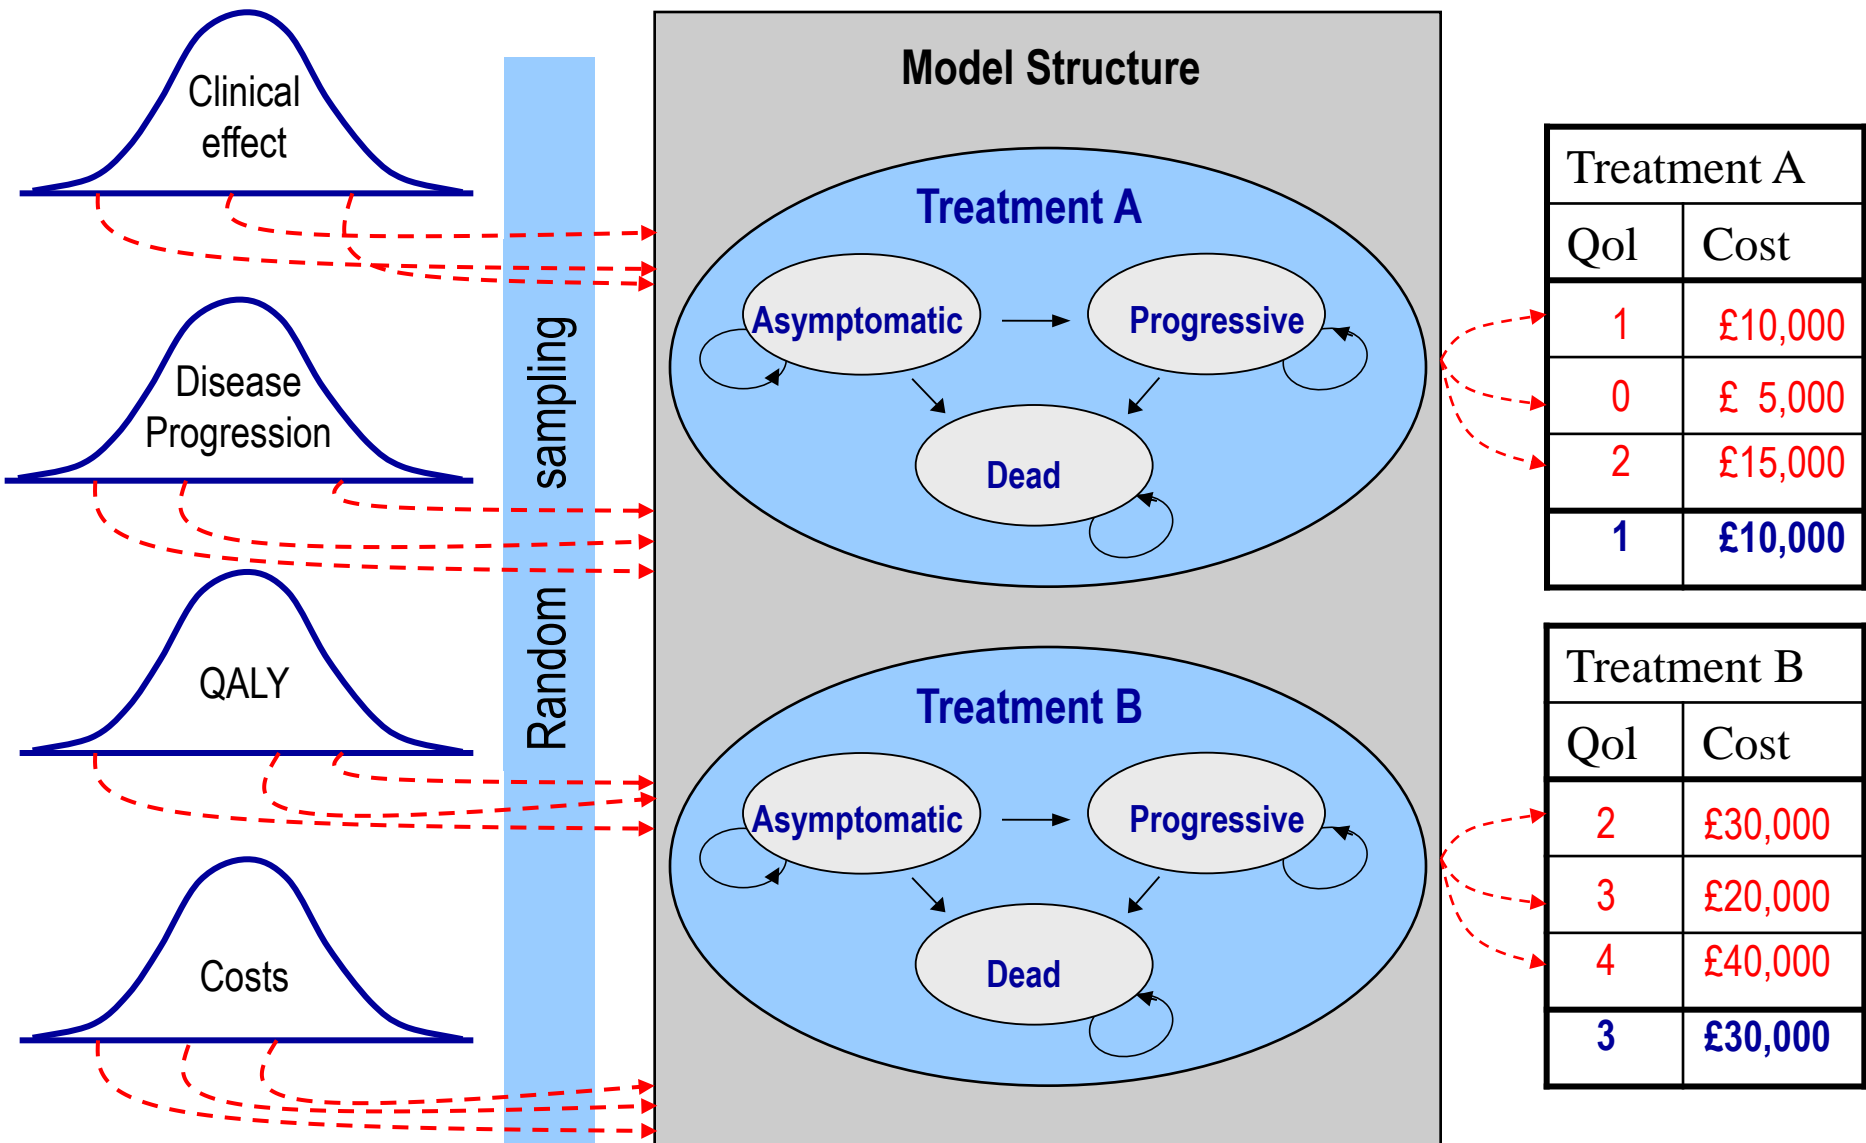 Clinical
effect
Disease
Progression
QALY
Costs
Random sampling
Model Structure
Treatment A
Asymptomatic
Progressive
Dead
Treatment B
Asymptomatic
Progressive
Dead
Treatment A
Qol Cost
1 £10,000
0 £ 5,000
2 £15,000
1 £10,000
Treatment B
Qol Cost
2 £30,000
3 £20,000
4 £40,000
3 £30,000